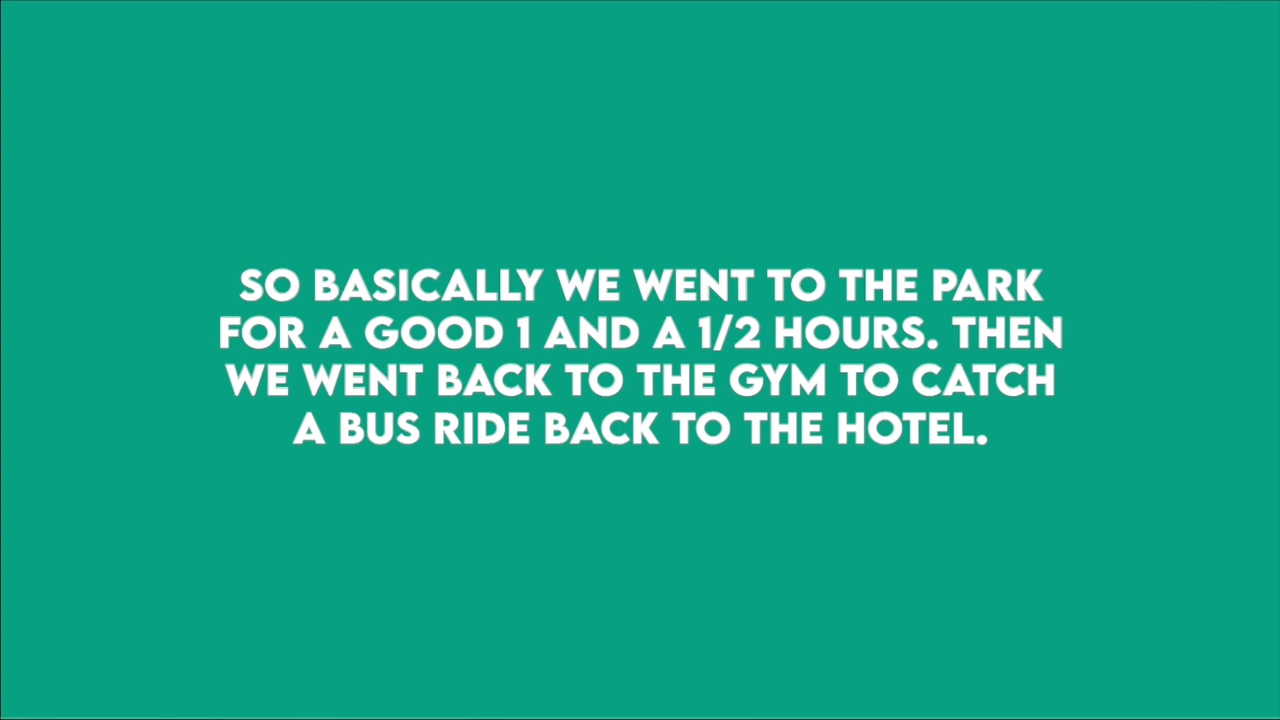 SO BASICALLY WE WENT TO THE PARK
FOR A GOOD 1 AND A 1/2 HOURS. THEN
WE WENT BACK TO THE GYM TO CATCH
A BUS RIDE BACK TO THE HOTEL.